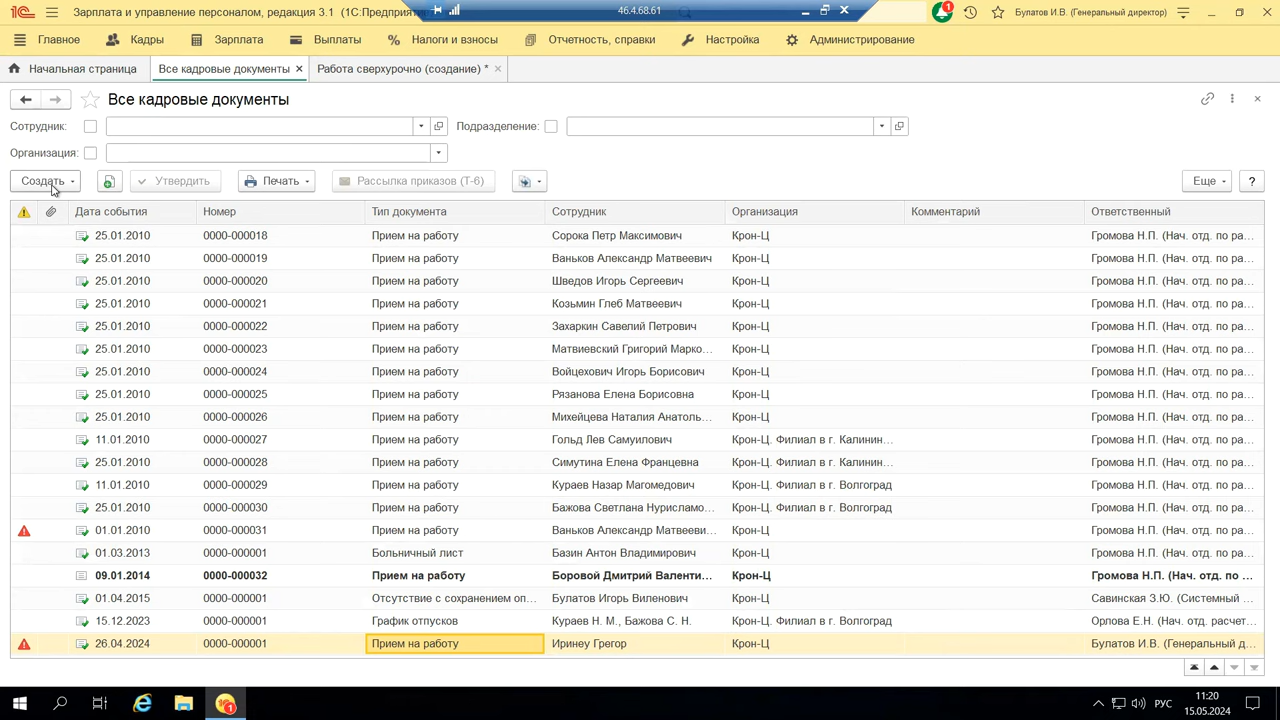 Зарплата и управление персоналом, редакция 3.1 (1С:Предприятие
46.4.68.61
1
Булатов И.В. (Генеральный директор)
Главное
Кадры
Зарплата
Выплаты
Налоги и взносы
Отчетность, справки
Настройка
Администрирование
Начальная страница
Все кадровые документы
Работа сверхурочно (создание) *
Все кадровые документы
Сотрудник:
Подразделение:
Организация:
Создать
Утвердить
Печать
Рассылка приказов (Т-6)
Еще
?
Дата события Номер Тип документа Сотрудник Организация Комментарий Ответственный
25.01.2010 0000-000018 Прием на работу Сорока Петр Максимович Крон-Ц Громова Н.П. (Нач. отд. по ра...
25.01.2010 0000-000019 Прием на работу Ваньков Александр Матвеевич Крон-Ц Громова Н.П. (Нач. отд. по ра...
25.01.2010 0000-000020 Прием на работу Шведов Игорь Сергеевич Крон-Ц Громова Н.П. (Нач. отд. по ра...
25.01.2010 0000-000021 Прием на работу Козьмин Глеб Матвеевич Крон-Ц Громова Н.П. (Нач. отд. по ра...
25.01.2010 0000-000022 Прием на работу Захаркин Савелий Петрович Крон-Ц Громова Н.П. (Нач. отд. по ра...
25.01.2010 0000-000023 Прием на работу Матвиевский Григорий Марко... Крон-Ц Громова Н.П. (Нач. отд. по ра...
25.01.2010 0000-000024 Прием на работу Войцехович Игорь Борисович Крон-Ц Громова Н.П. (Нач. отд. по ра...
25.01.2010 0000-000025 Прием на работу Рязанова Елена Борисовна Крон-Ц Громова Н.П. (Нач. отд. по ра...
25.01.2010 0000-000026 Прием на работу Михейцева Наталия Анатоль... Крон-Ц Громова Н.П. (Нач. отд. по ра...
11.01.2010 0000-000027 Прием на работу Гольд Лев Самуилович Крон-Ц. Филиал в г. Калинин... Громова Н.П. (Нач. отд. по ра...
25.01.2010 0000-000028 Прием на работу Симутина Елена Францевна Крон-Ц. Филиал в г. Калинин... Громова Н.П. (Нач. отд. по ра...
11.01.2010 0000-000029 Прием на работу Кураев Назар Магомедович Крон-Ц. Филиал в г. Волгоград Громова Н.П. (Нач. отд. по ра...
25.01.2010 0000-000030 Прием на работу Бажова Светлана Нурисламо... Крон-Ц. Филиал в г. Волгоград Громова Н.П. (Нач. отд. по ра...
01.01.2010 0000-000031 Прием на работу Ваньков Александр Матвееви... Крон-Ц Громова Н.П. (Нач. отд. по ра...
01.03.2013 0000-000001 Больничный лист Базин Антон Владимирович Крон-Ц Громова Н.П. (Нач. отд. по ра...
09.01.2014 0000-000032 Прием на работу Боровой Дмитрий Валенти... Крон-Ц Громова Н.П. (Нач. отд. по ...
01.04.2015 0000-000001 Отсутствие с сохранением оп... Булатов Игорь Виленович Крон-Ц Савинская З.Ю. (Системный ...
15.12.2023 0000-000001 График отпусков Кураев Н. М., Бажова С. Н. Крон-Ц. Филиал в г. Волгоград Орлова Е.Н. (Нач. отд. расчет...
26.04.2024 0000-000001 Прием на работу Иринеу Грегор Крон-Ц Булатов И.В. (Генеральный д...
1
РУС
11:20
15.05.2024